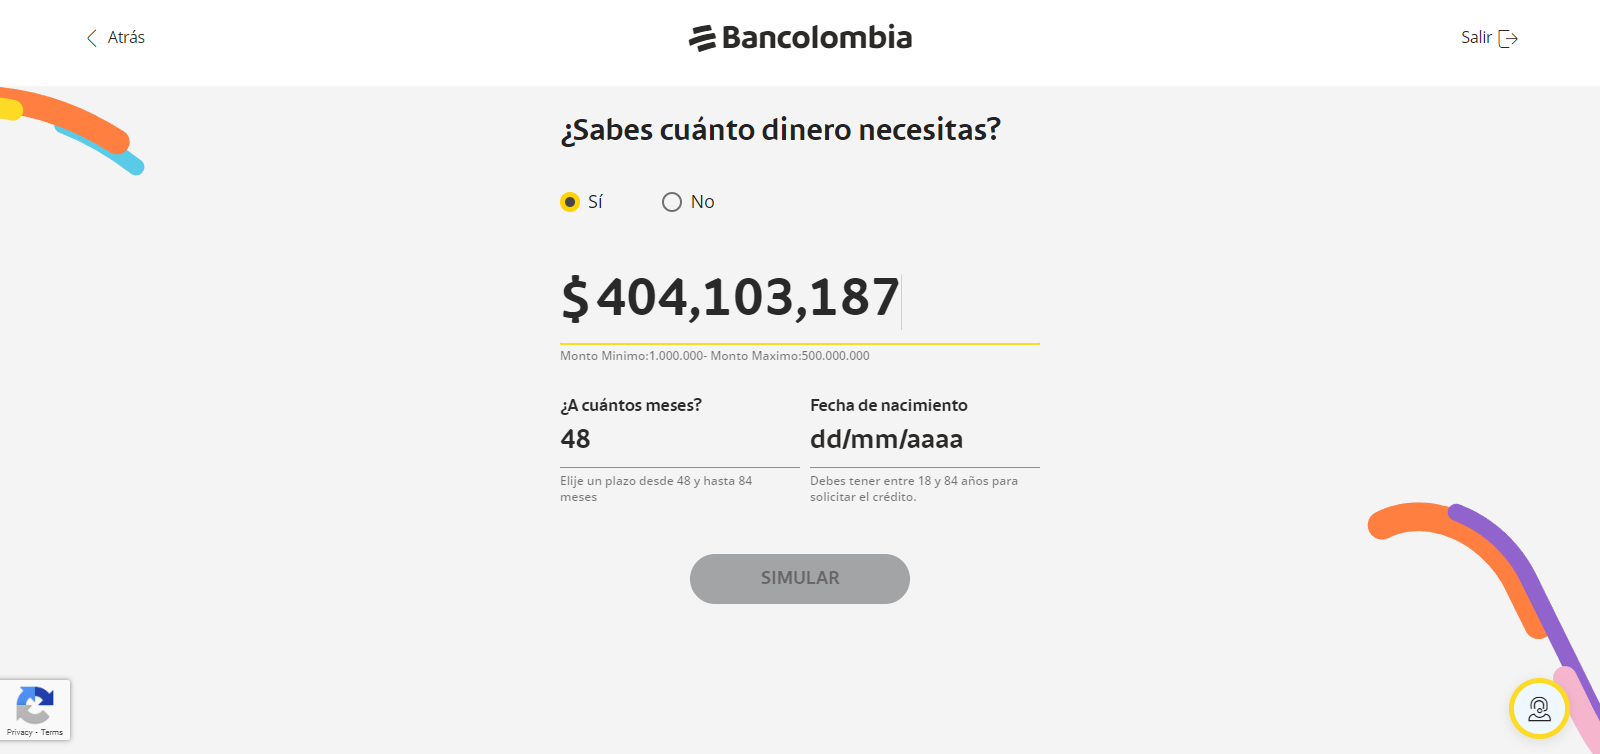 Atrás
Bancolombia
Salir
¿Sabes cuánto dinero necesitas?
Sí
No
$ 404,103,187
Monto Minimo:1.000.000- Monto Maximo:500.000.000
¿A cuántos meses?
48
Elije un plazo desde 48 y hasta 84
meses
Fecha de nacimiento
dd/mm/aaaa
Debes tener entre 18 y 84 años para
solicitar el crédito.
SIMULAR
Privacy - Terms